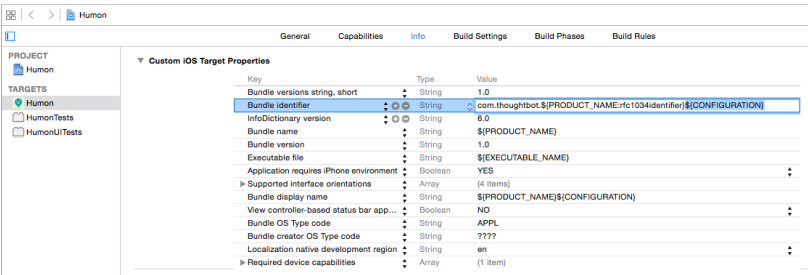 Humon
General Capabilities Info Build Settings Build Phases Build Rules
PROJECT
Humon
TARGETS
Humon
HumonTests
HumonUITests
Custom iOS Target Properties
Key Type Value
Bundle versions string, short String 1.0
Bundle identifier String com.thoughtbot.${PRODUCT_NAME:rfc1034identifier}${CONFIGURATION}
InfoDictionary version String 6.0
Bundle name String ${PRODUCT_NAME}
Bundle version String 1.0
Executable file String ${EXECUTABLE_NAME}
Application requires iPhone environment Boolean YES
Supported interface orientations Array (4 items)
Bundle display name String ${PRODUCT_NAME}${CONFIGURATION}
View controller-based status bar app... Boolean NO
Bundle OS Type code String APPL
Bundle creator OS Type code String ????
Localization native development region String en
Required device capabilities Array (1 item)